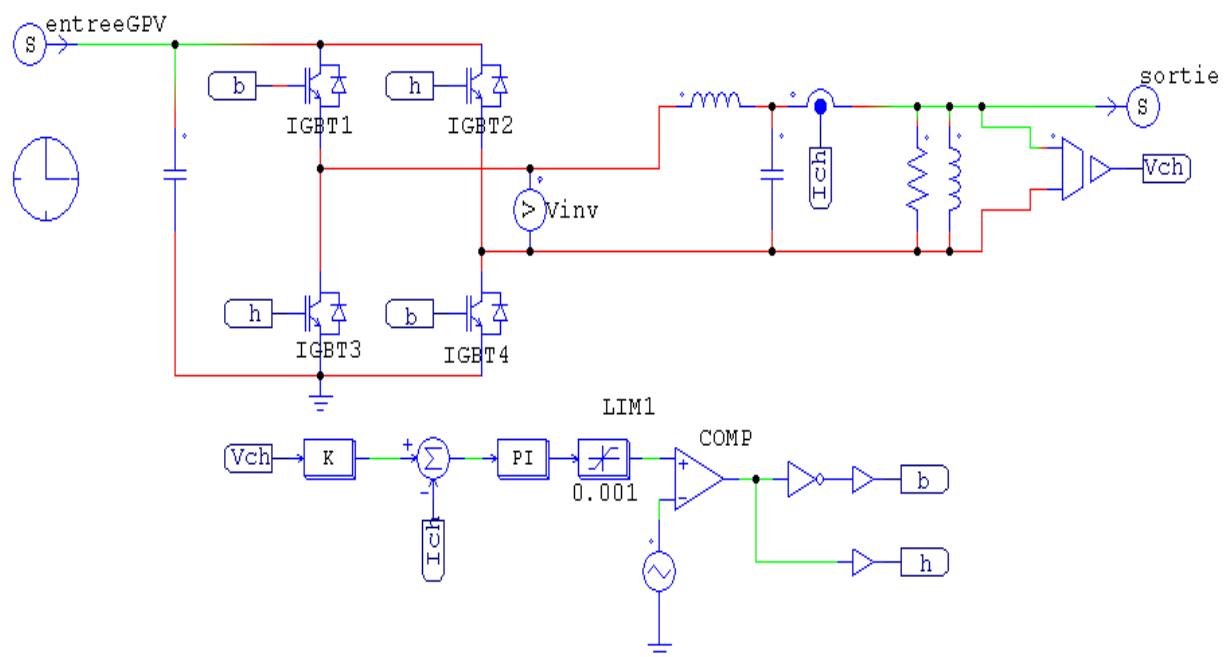 entreeGPV
S
b
h
IGBT1
IGBT2
sortie
S
Ich
Vch
V
Vinv
h
b
IGBT3
IGBT4
LIM1
COMP
Vch
K
+
Σ
-
PI
0.001
+
-
b
Ich
h